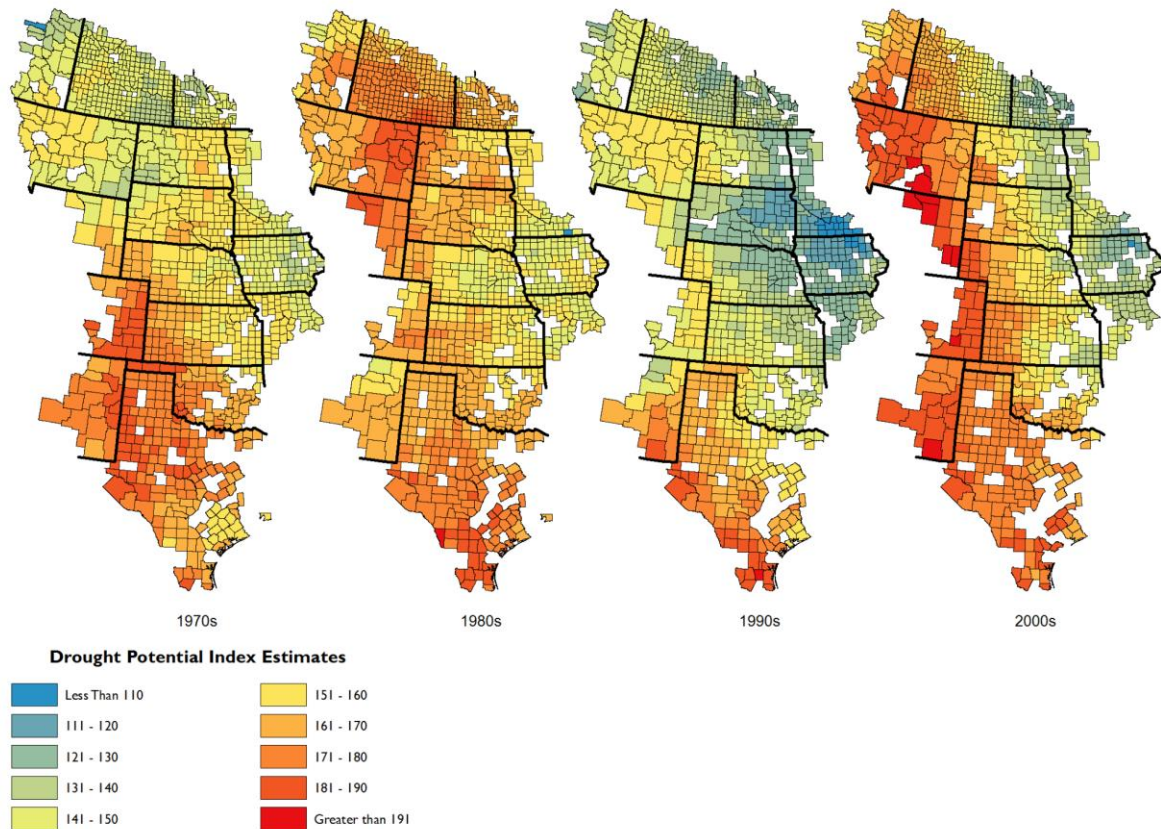 1970s
1980s
1990s
2000s
Drought Potential Index Estimates
Less Than 110
111 - 120
121 - 130
131 - 140
141 - 150
151 - 160
161 - 170
171 - 180
181 - 190
Greater than 191